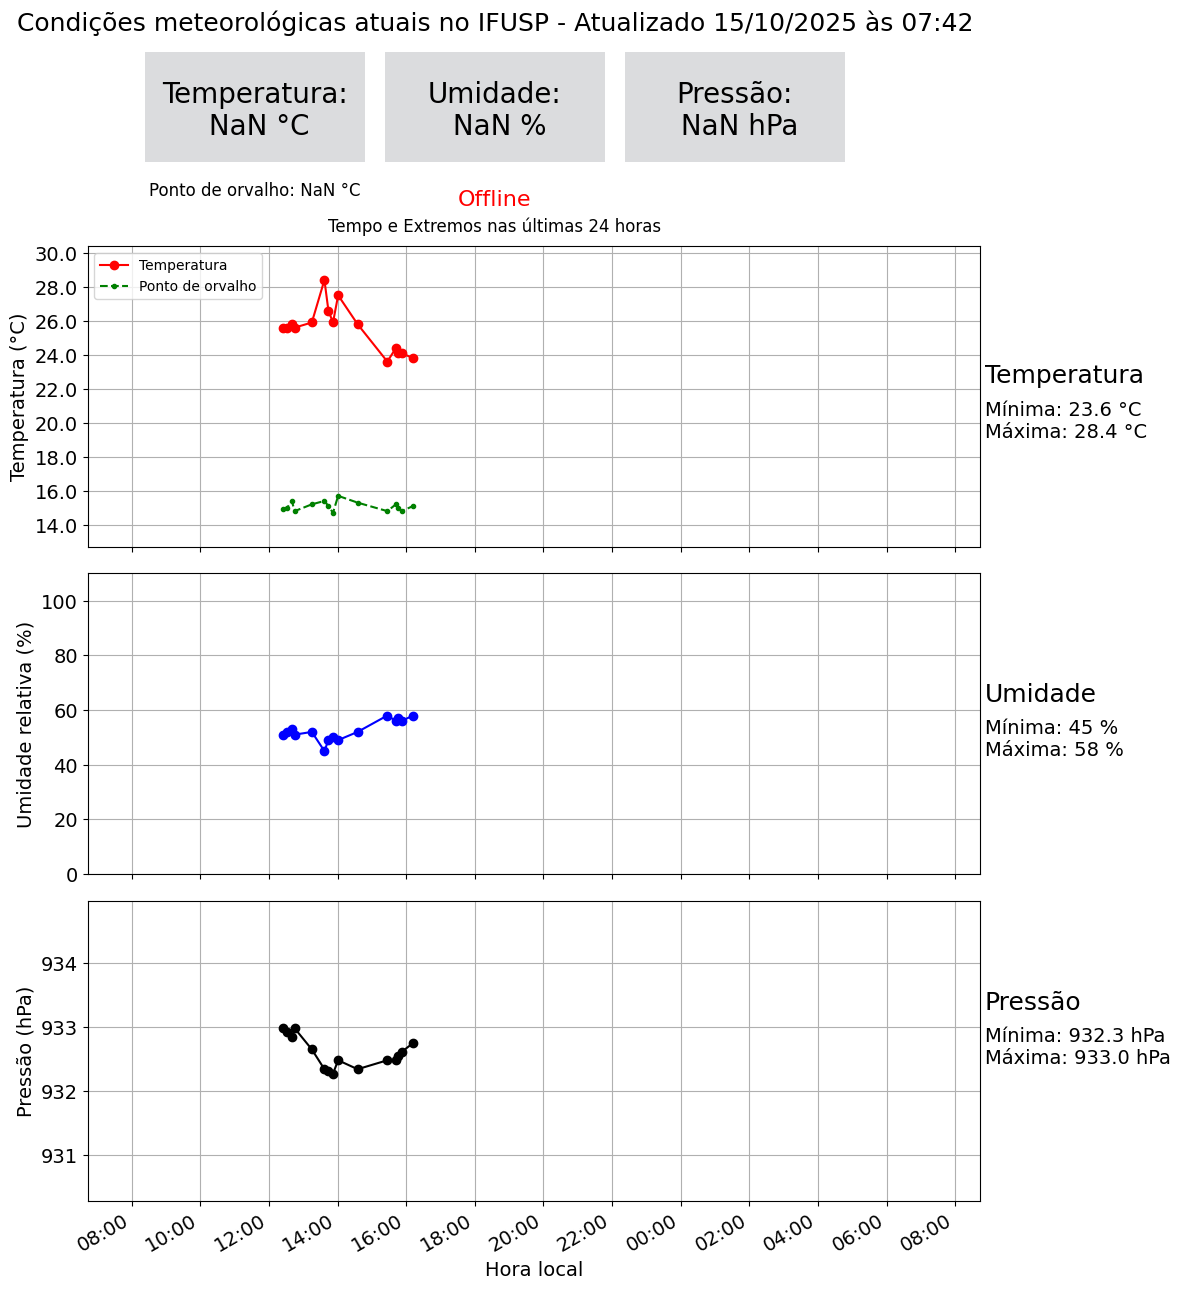 Condições meteorológicas atuais no IFUSP - Atualizado 15/10/2025 às 07:42
Temperatura:
NaN °C
Umidade:
NaN %
Pressão:
NaN hPa
Ponto de orvalho: NaN °C
Offline
Tempo e Extremos nas últimas 24 horas
Temperatura
Ponto de orvalho
Temperatura (°C)
30.0
28.0
26.0
24.0
22.0
20.0
18.0
16.0
14.0
Temperatura
Mínima: 23.6 °C
Máxima: 28.4 °C
Umidade relativa (%)
100
80
60
40
20
0
Umidade
Mínima: 45 %
Máxima: 58 %
Pressão (hPa)
934
933
932
931
Pressão
Mínima: 932.3 hPa
Máxima: 933.0 hPa
08:00 10:00 12:00 14:00 16:00 18:00 20:00 22:00 00:00 02:00 04:00 06:00 08:00
Hora local